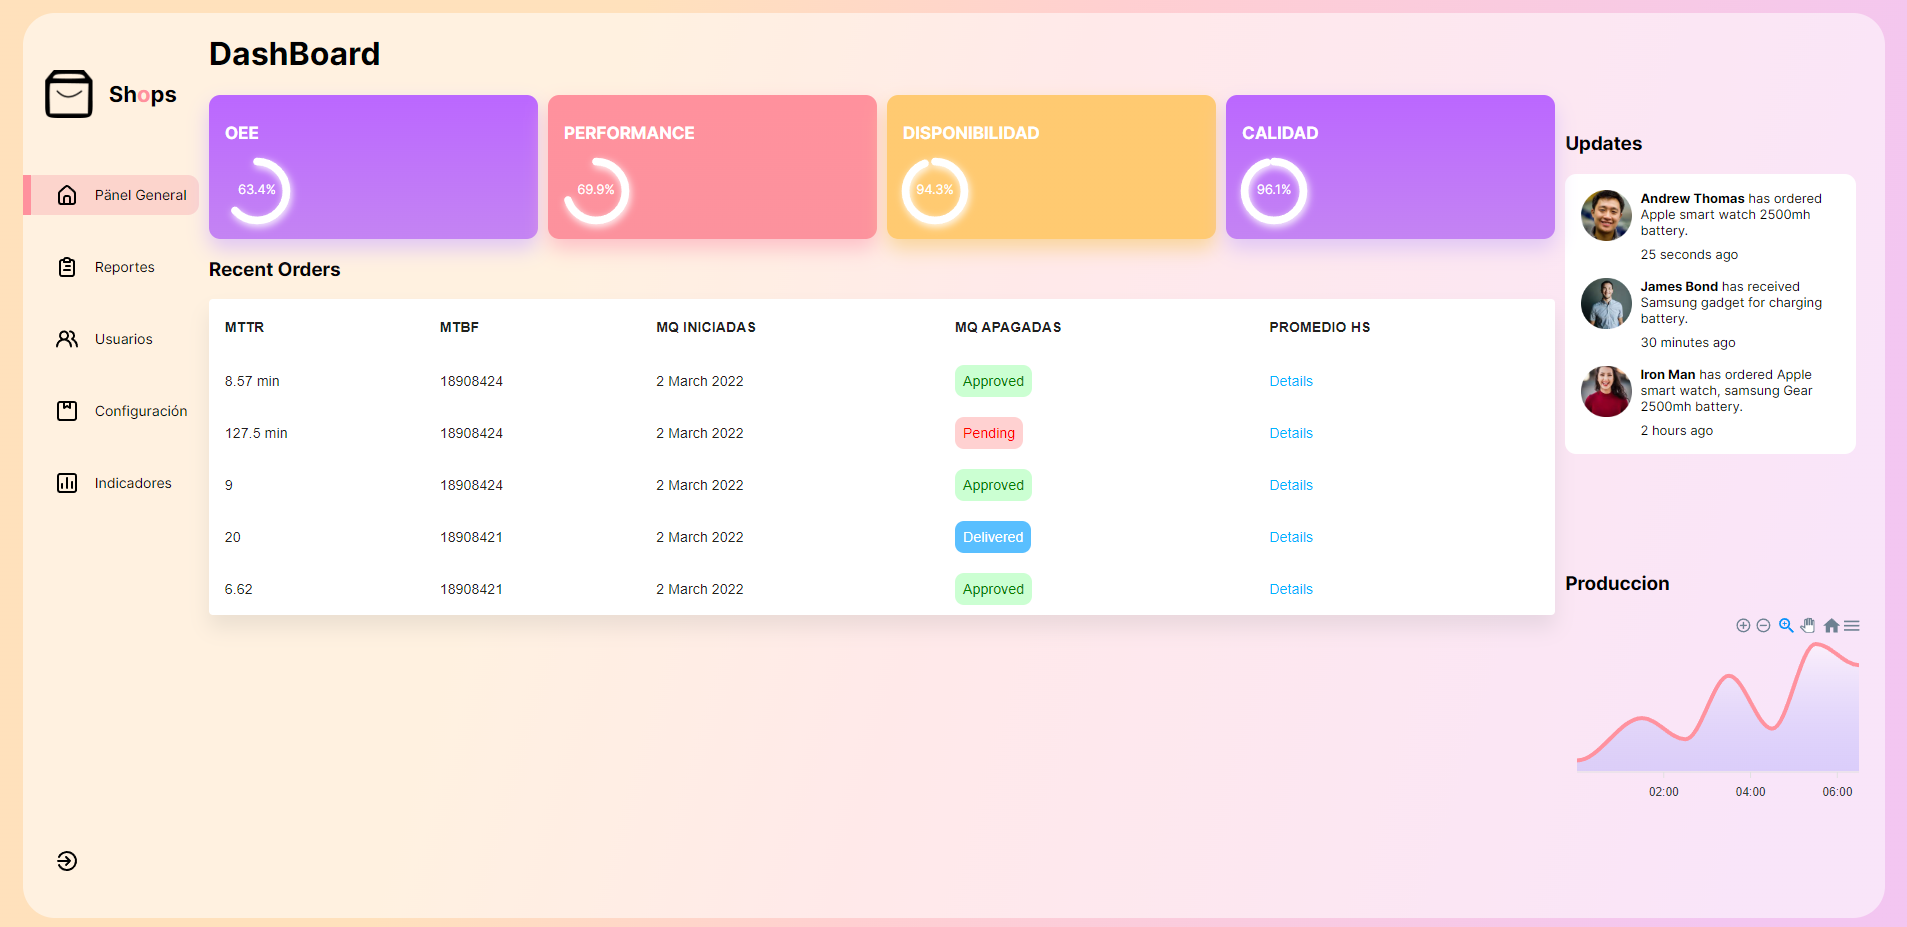 DashBoard
Shops
Pänel General
Reportes
Usuarios
Configuración
Indicadores
OEE
63.4%
PERFORMANCE
69.9%
DISPONIBILIDAD
94.3%
CALIDAD
96.1%
Recent Orders
MTTR MTBF MQ INICIADAS MQ APAGADAS PROMEDIO HS
8.57 min 18908424 2 March 2022 Approved Details
127.5 min 18908424 2 March 2022 Pending Details
9 18908424 2 March 2022 Approved Details
20 18908421 2 March 2022 Delivered Details
6.62 18908421 2 March 2022 Approved Details
Updates
Andrew Thomas has ordered
Apple smart watch 2500mh
battery.
25 seconds ago
James Bond has received
Samsung gadget for charging
battery.
30 minutes ago
Iron Man has ordered Apple
smart watch, samsung Gear
2500mh battery.
2 hours ago
Produccion
02:00 04:00 06:00